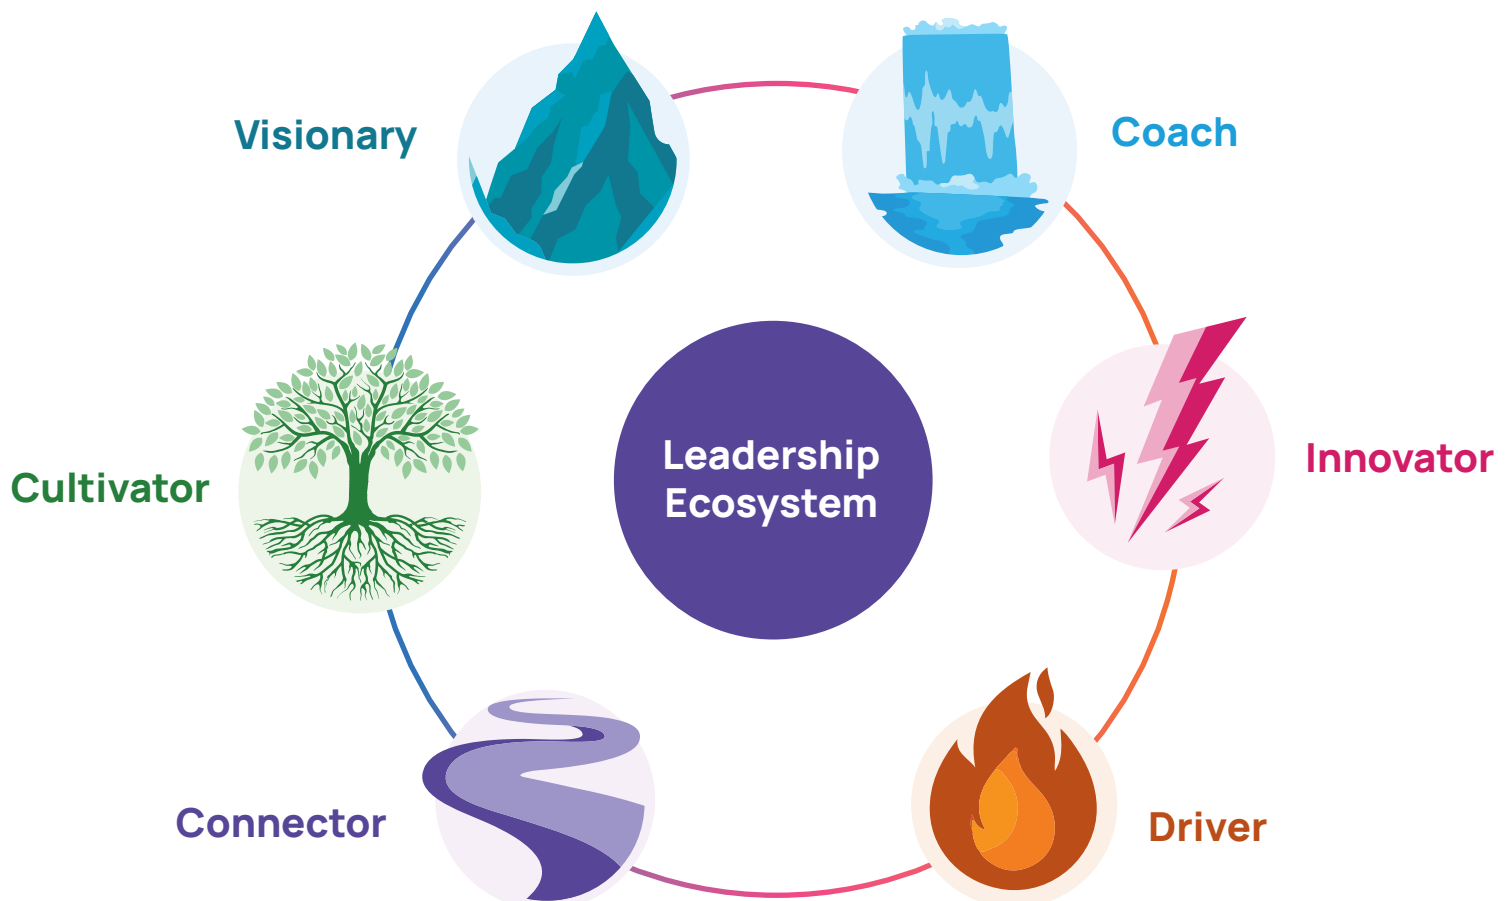 Visionary
Coach
Cultivator
Leadership
Ecosystem
Innovator
Connector
Driver